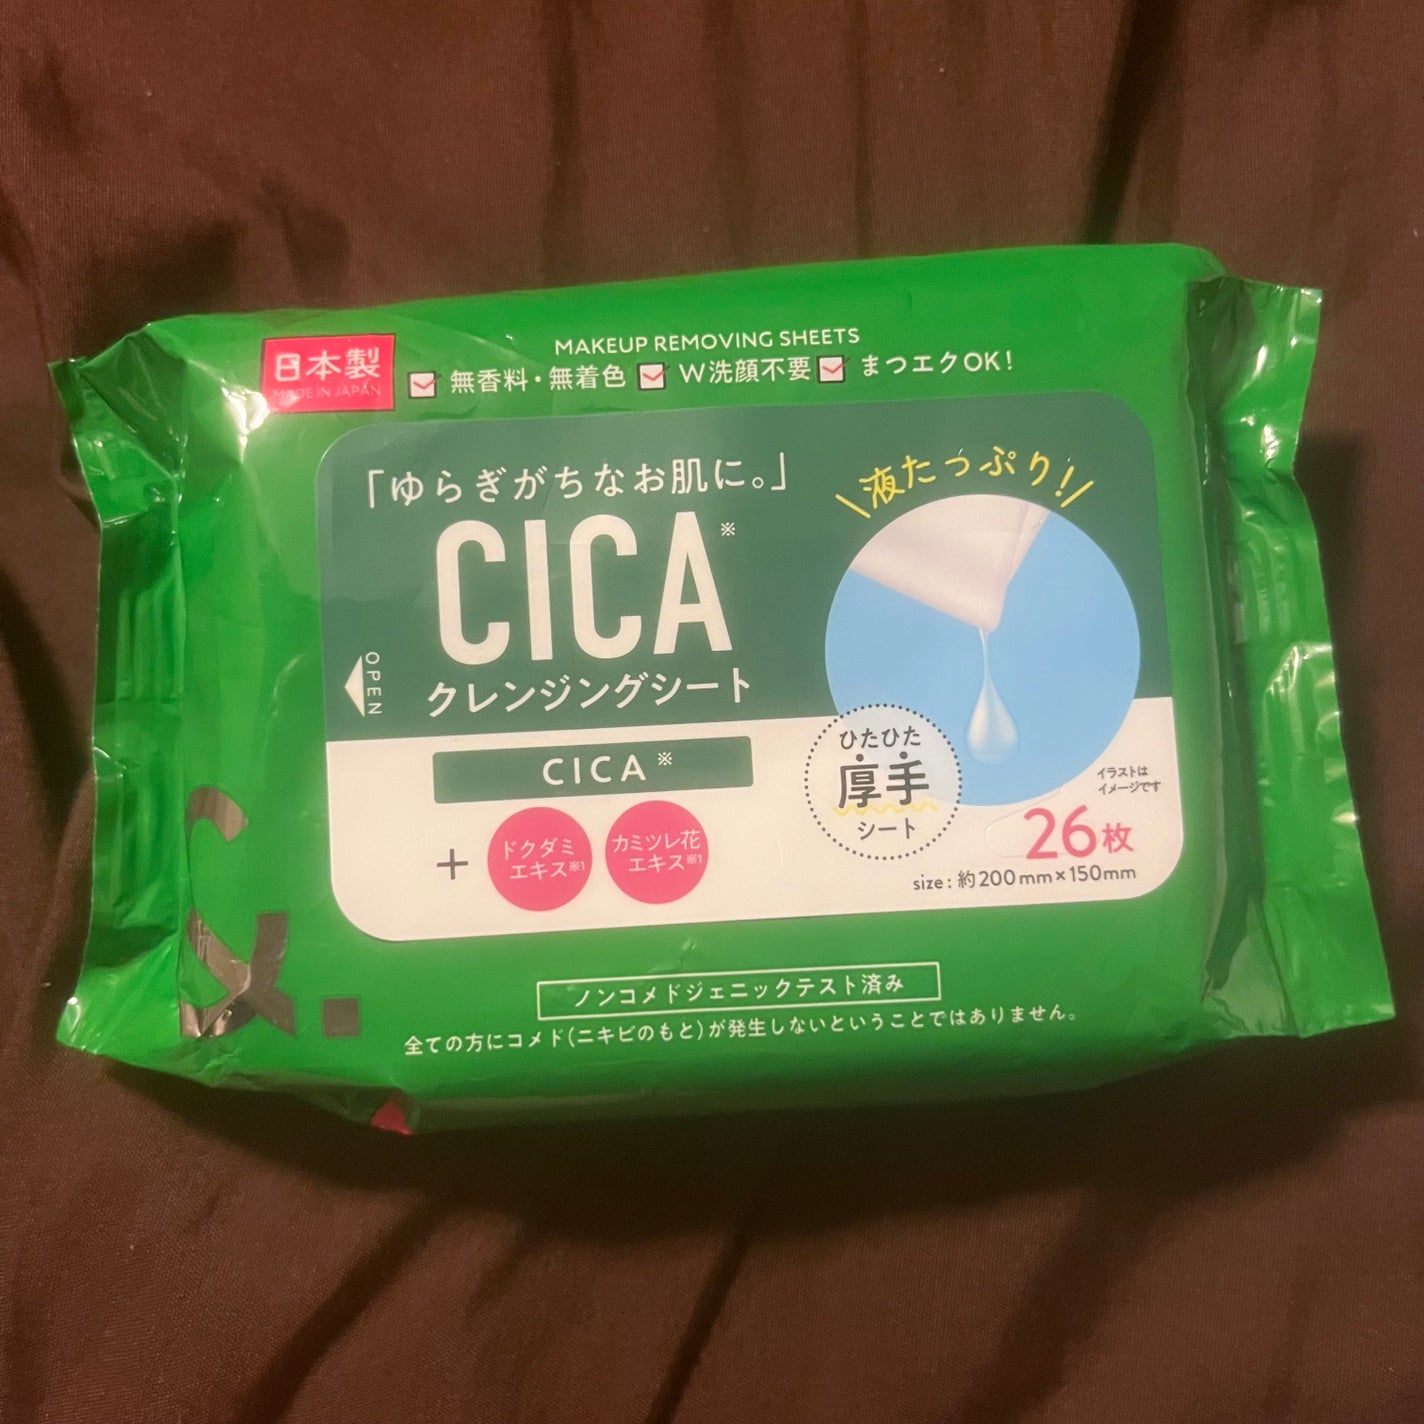 MAKEUP REMOVING SHEETS
日本製
MADE IN JAPAN
無香料・無着色 W洗顔不要 まつエクOK!
「ゆらぎがちなお肌に。」
液たっぷり!
CICA※
クレンジングシート
OPEN
CICA※
+ ドクダミ
エキス※1
カミツレ花
エキス※1
ひたひた
厚手
シート
イラストは
イメージです
26枚
size:約200mm×150mm
&.
ノンコメドジェニックテスト済み
全ての方にコメド(ニキビのもと)が発生しないということではありません。